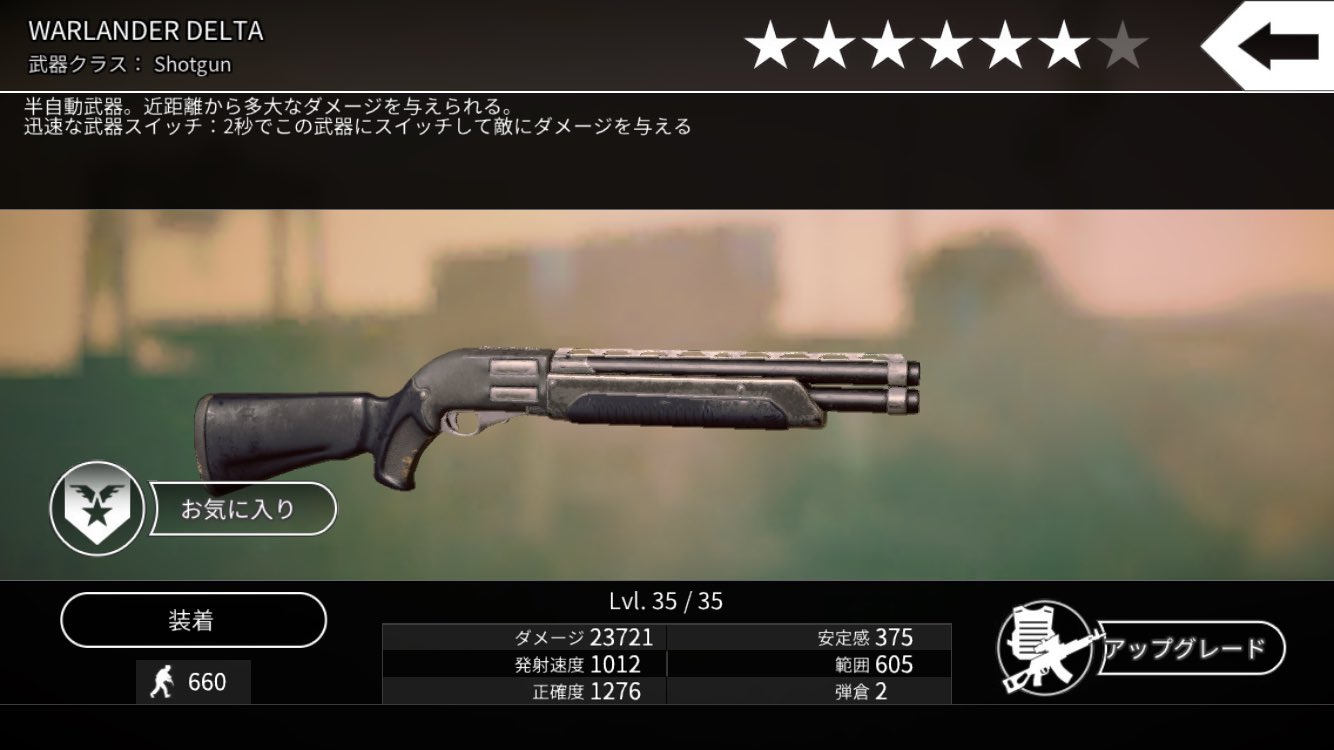 WARLANDER DELTA
武器クラス： Shotgun
半自動武器。近距離から多大なダメージを与えられる。
迅速な武器スイッチ：2秒でこの武器にスイッチして敵にダメージを与える
お気に入り
装着
660
Lvl. 35 / 35
ダメージ 23721
安定感 375
発射速度 1012
範囲 605
正確度 1276
弾倉 2
アップグレード